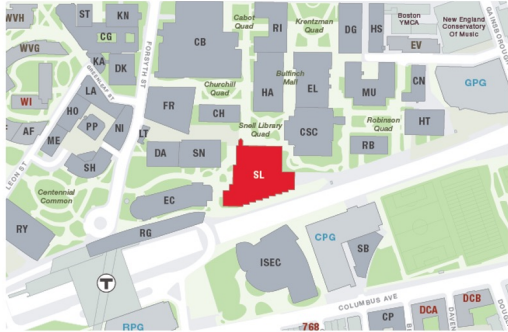 WVH
ST
KN
Cabot
Quad
RI
Krentzman
Quad
DG
HS
Boston
YMCA
New England
Conservatory
Of Music
GAINSBOROUGH
WVG
CG
CB
EV
KA
DK
FORSYTH ST
GREENLEAF ST
Bullfinch
Mall
GPG
WI
LA
Churchill
Quad
HA
EL
MU
CN
HO
FR
CH
AF
PP
NI
LT
Snell Library
Quad
CSC
Robinson
Quad
HT
ME
RB
LEON ST
SH
DA
SN
SL
Centennial
Common
EC
RY
RG
CPG
SB
ISEC
T
COLUMBUS AVE
RPG
768
CP
DCA
DCB